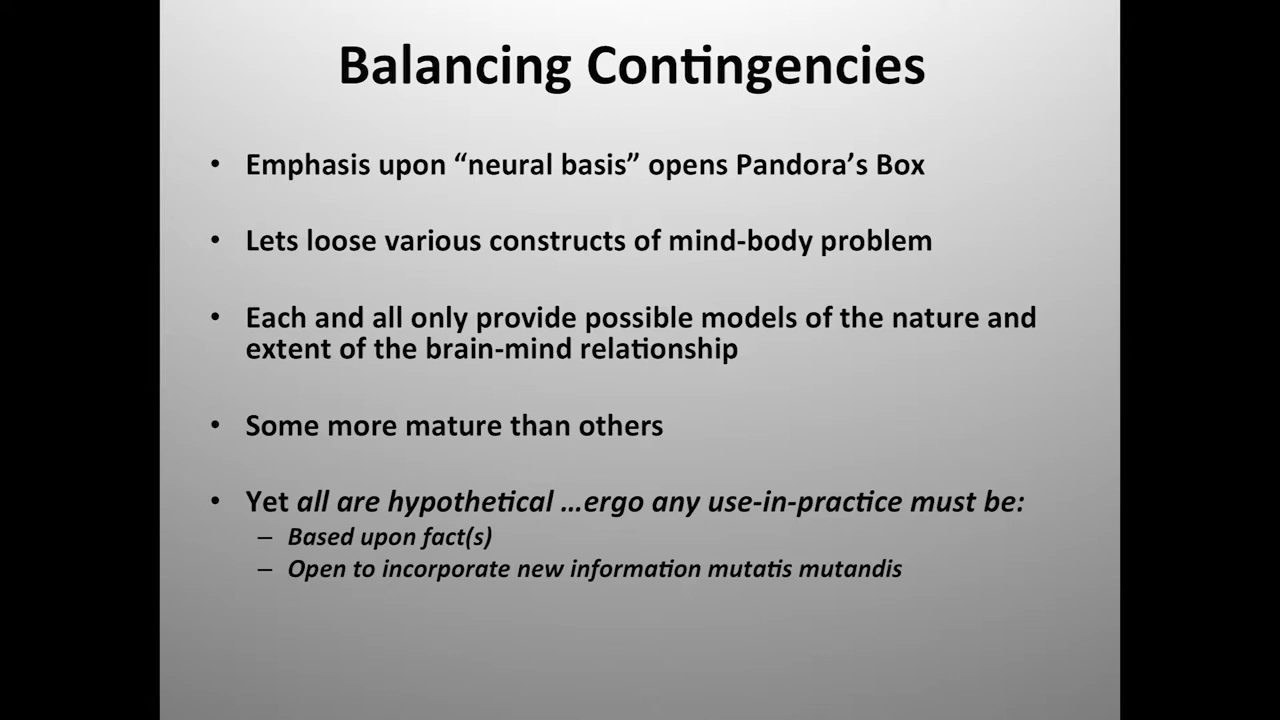 Balancing Contingencies
• Emphasis upon “neural basis” opens Pandora’s Box
• Lets loose various constructs of mind-body problem
• Each and all only provide possible models of the nature and
extent of the brain-mind relationship
• Some more mature than others
• Yet all are hypothetical …ergo any use-in-practice must be:
– Based upon fact(s)
– Open to incorporate new information mutatis mutandis